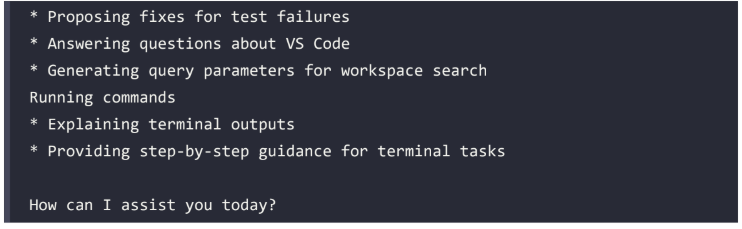 * Proposing fixes for test failures
* Answering questions about VS Code
* Generating query parameters for workspace search
Running commands
* Explaining terminal outputs
* Providing step-by-step guidance for terminal tasks
How can I assist you today?